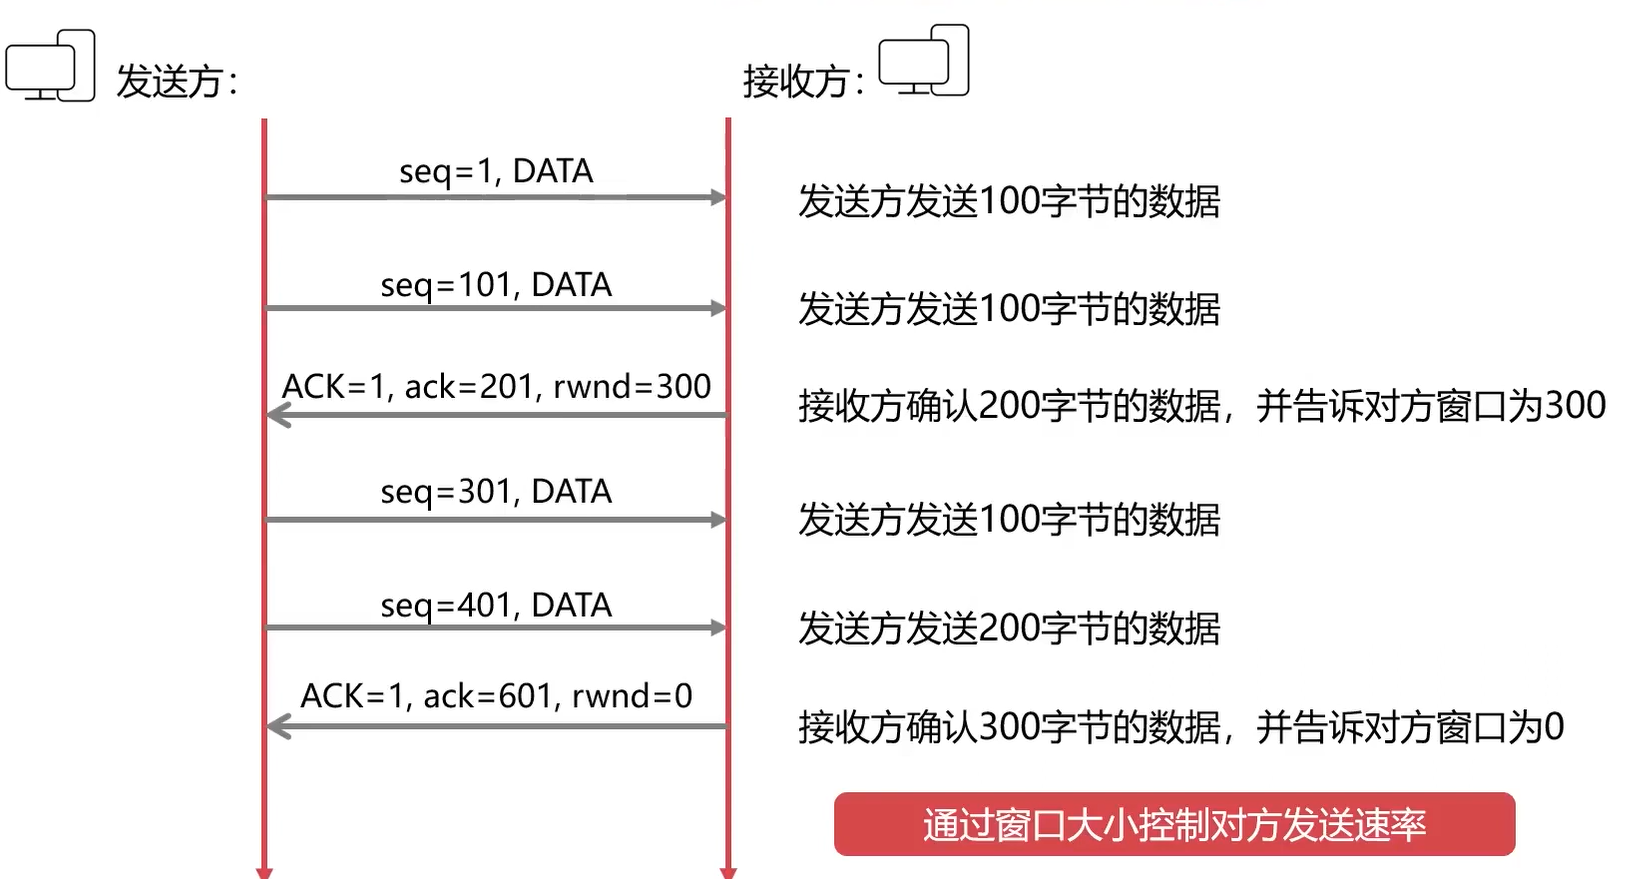 发送方：
接收方：
seq=1, DATA
发送方发送100字节的数据
seq=101, DATA
发送方发送100字节的数据
ACK=1, ack=201, rwnd=300
接收方确认200字节的数据，并告诉对方窗口为300
seq=301, DATA
发送方发送100字节的数据
seq=401, DATA
发送方发送200字节的数据
ACK=1, ack=601, rwnd=0
接收方确认300字节的数据，并告诉对方窗口为0
通过窗口大小控制对方发送速率